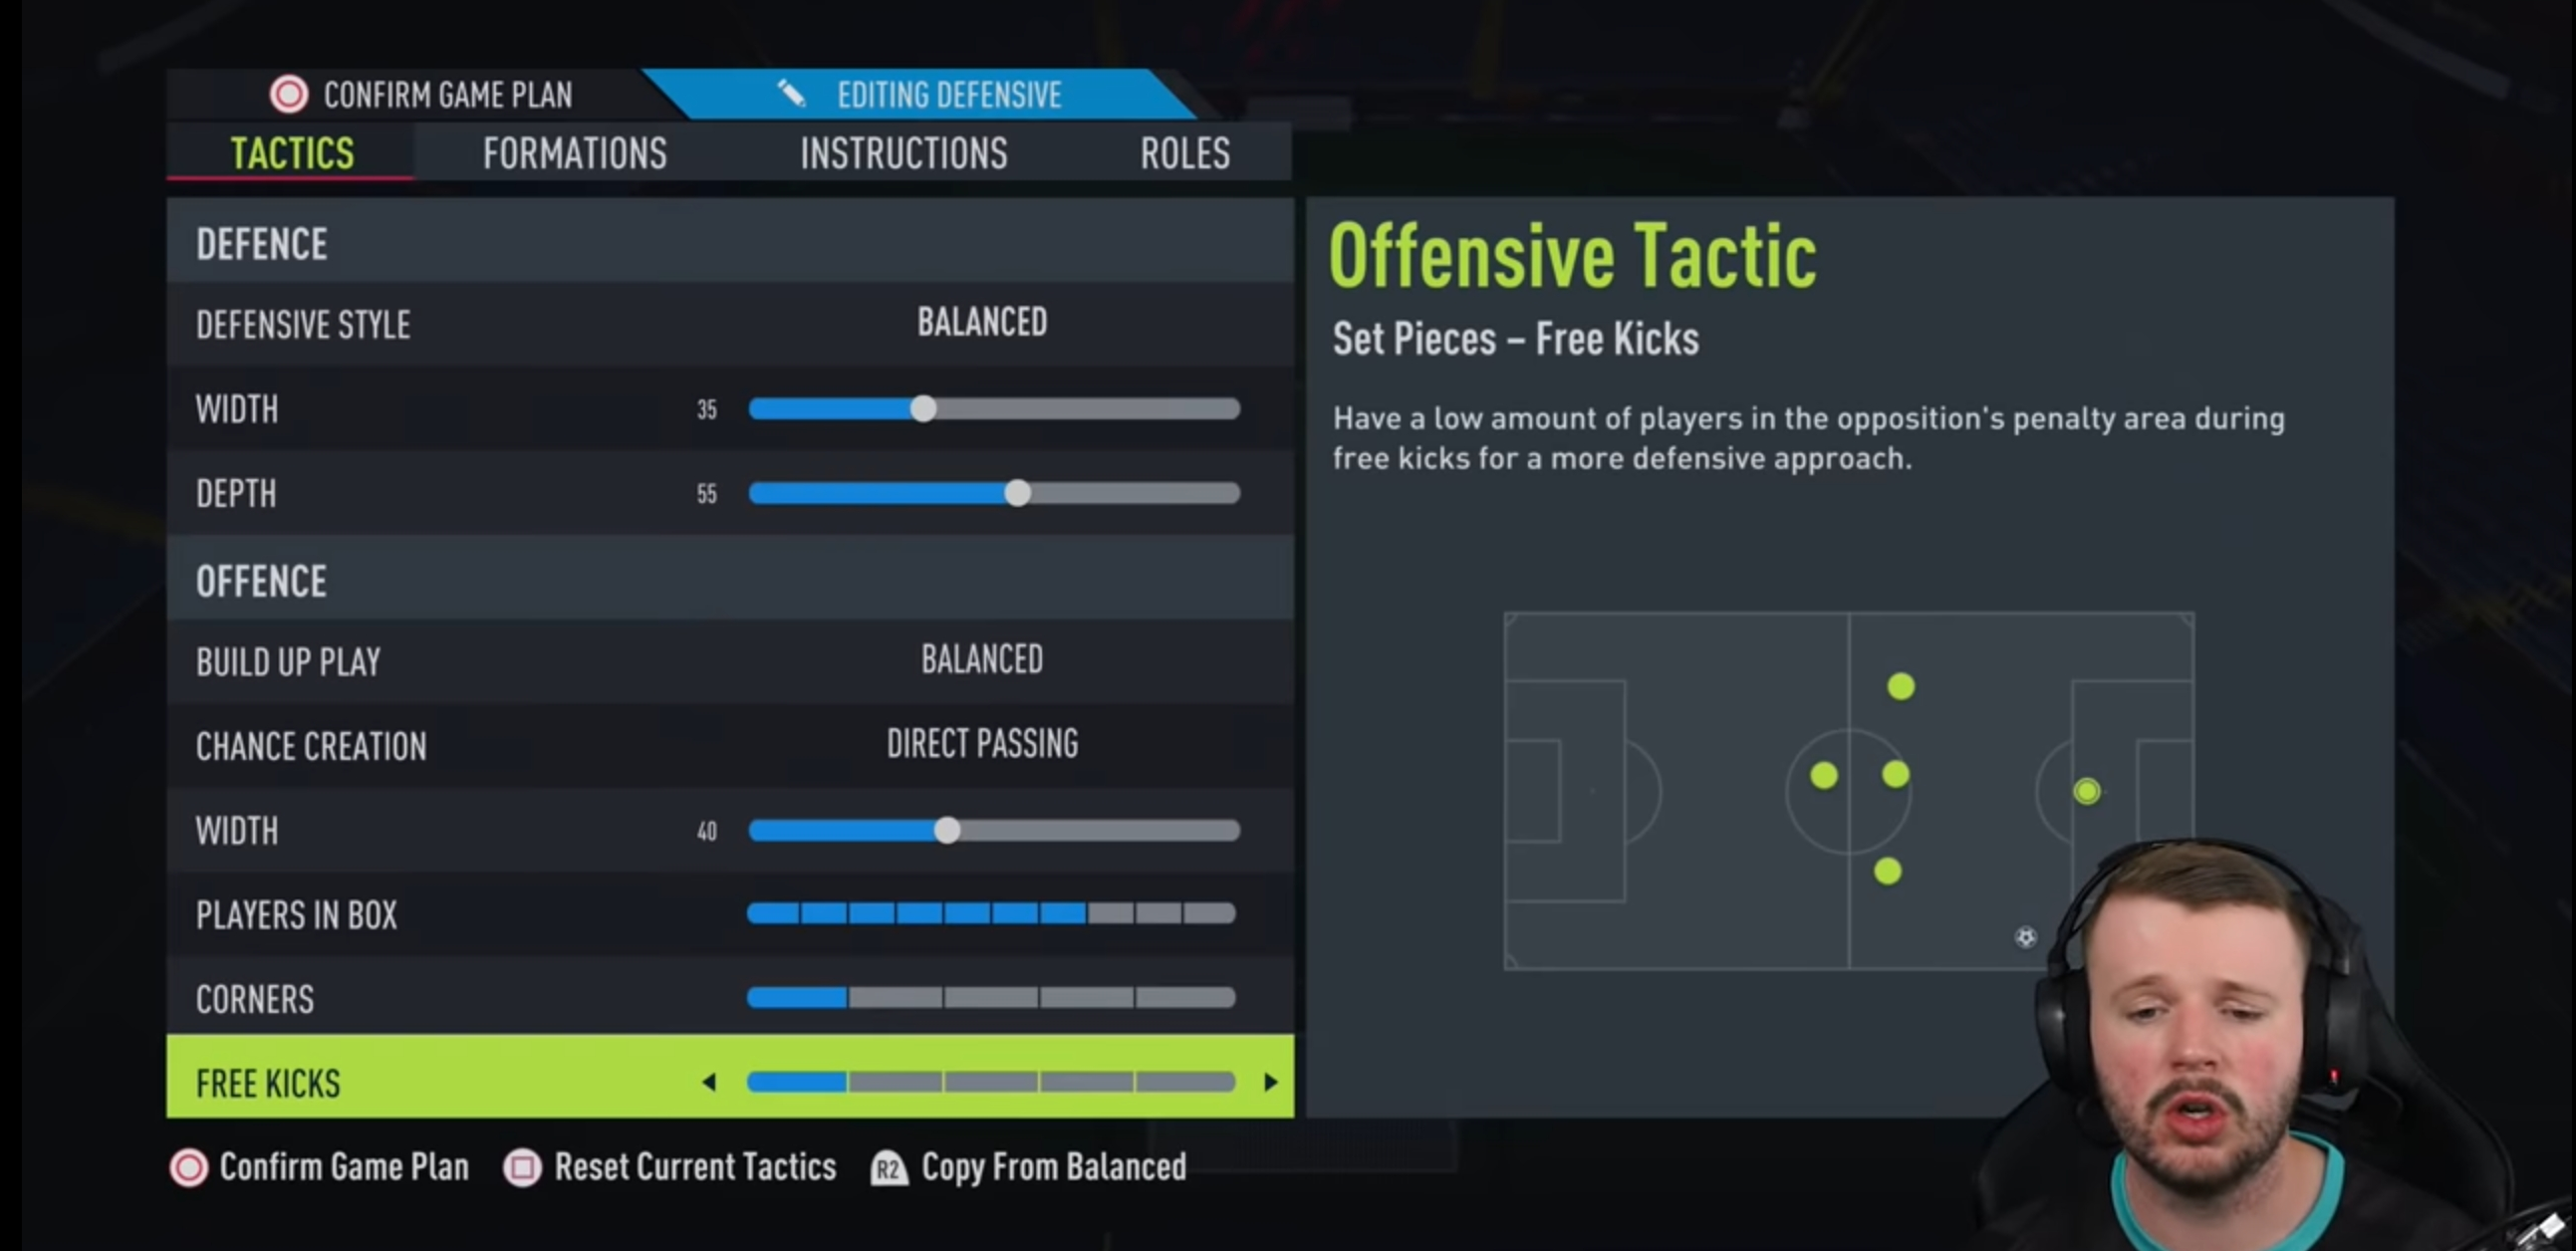 CONFIRM GAME PLAN
EDITING DEFENSIVE
TACTICS
FORMATIONS
INSTRUCTIONS
ROLES
DEFENCE
DEFENSIVE STYLE
BALANCED
WIDTH
35
DEPTH
55
OFFENCE
BUILD UP PLAY
BALANCED
CHANCE CREATION
DIRECT PASSING
WIDTH
40
PLAYERS IN BOX
CORNERS
FREE KICKS
Offensive Tactic
Set Pieces – Free Kicks
Have a low amount of players in the opposition's penalty area during
free kicks for a more defensive approach.
Confirm Game Plan
Reset Current Tactics
R2 Copy From Balanced